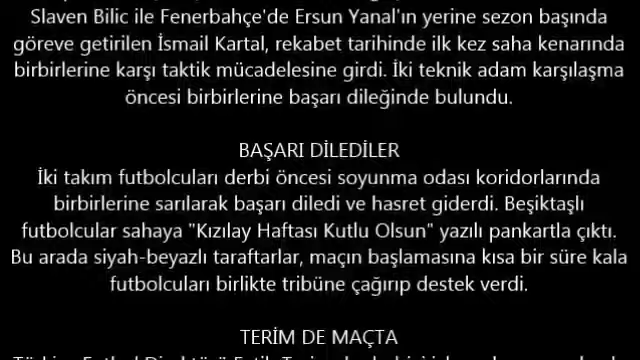 Slaven Bilic ile Fenerbahçe'de Ersun Yanal'ın yerine sezon başında
göreve getirilen İsmail Kartal, rekabet tarihinde ilk kez saha kenarında
birbirlerine karşı taktik mücadelesine girdi. İki teknik adam karşılaşma
öncesi birbirlerine başarı dileğinde bulundu.
BAŞARI DİLEDİLER
İki takım futbolcuları derbi öncesi soyunma odası koridorlarında
birbirlerine sarılarak başarı diledi ve hasret giderdi. Beşiktaşlı
futbolcular sahaya "Kızılay Haftası Kutlu Olsun" yazılı pankartla çıktı.
Bu arada siyah-beyazlı taraftarlar, maçın başlamasına kısa bir süre kala
futbolcuları birlikte tribüne çağırıp destek verdi.
TERİM DE MAÇTA